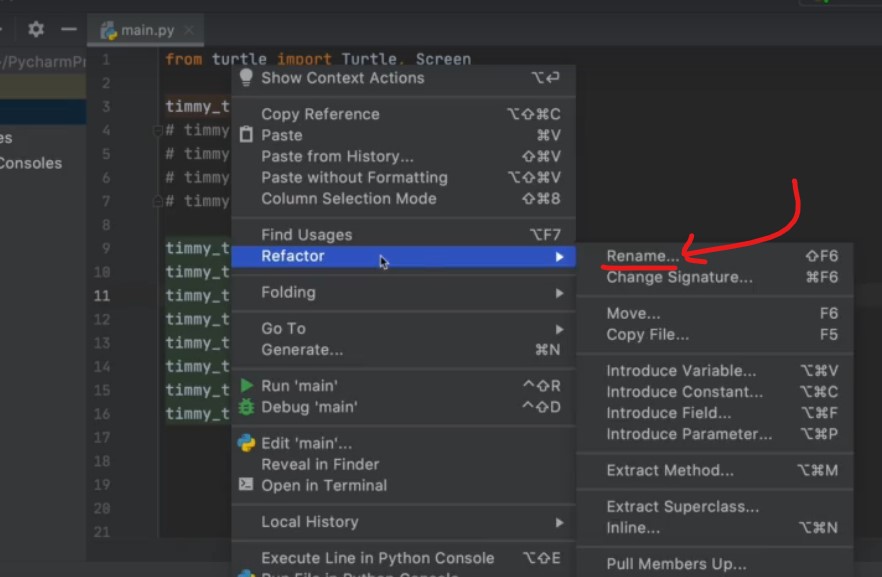 main.py
~/PycharmPr
es
Consoles
1 from turtle import Turtle, Screen
2
3 timmy_t
4 # timmy
5 # timmy
6 # timmy
7 # timmy
8
9 timmy_t
10 timmy_t
11 timmy_t
12 timmy_t
13 timmy_t
14 timmy_t
15 timmy_t
16 timmy_t
17
18
19
20
21
Show Context Actions ⌥⏎
Copy Reference ⌥⇧⌘C
Paste ⌘V
Paste from History... ⇧⌘V
Paste without Formatting ⌥⇧⌘V
Column Selection Mode ⇧⌘8
Find Usages ⌥F7
Refactor
Folding
Go To
Generate... ⌘N
Run 'main' ^⇧R
Debug 'main' ^⇧D
Edit 'main'...
Reveal in Finder
Open in Terminal
Local History
Execute Line in Python Console ⌥⇧E
Run File in Python Console
Rename... ⇧F6
Change Signature... ⌘F6
Move... F6
Copy File... F5
Introduce Variable... ⌥⌘V
Introduce Constant... ⌥⌘C
Introduce Field... ⌥⌘F
Introduce Parameter... ⌥⌘P
Extract Method... ⌥⌘M
Extract Superclass...
Inline... ⌥⌘N
Pull Members Up...